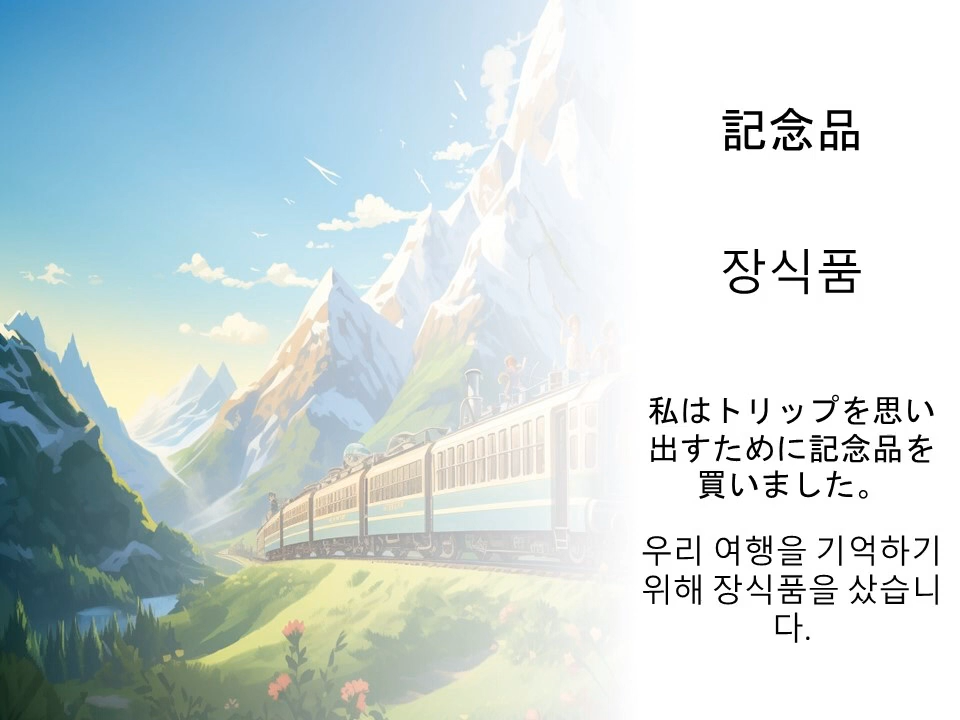 記念品
장식품
私はトリップを思い
出すために記念品を
買いました。
우리 여행을 기억하기
위해 장식품을 샀습니
다.